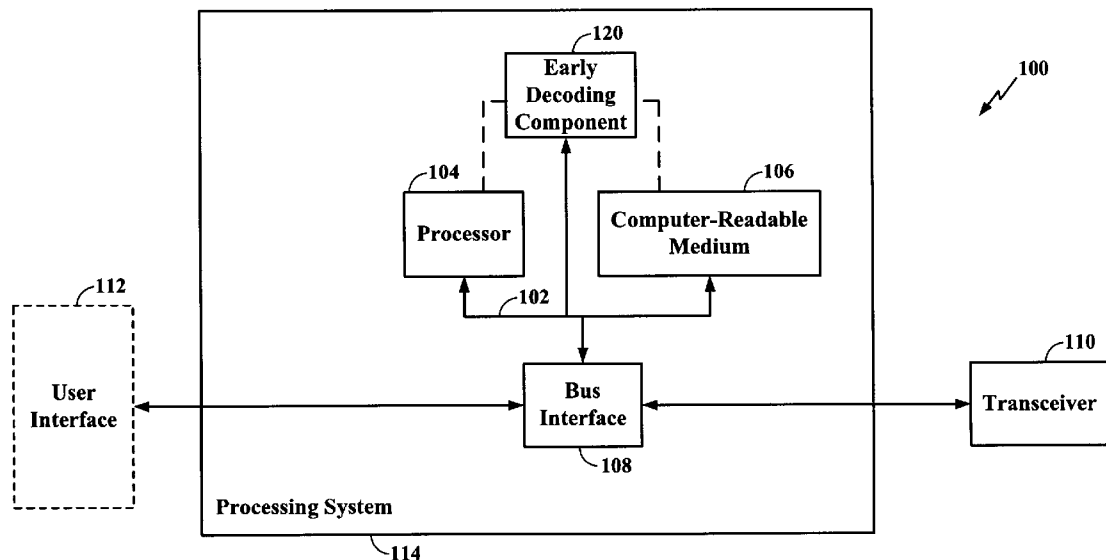 120
Early
Decoding
Component
100
104
Processor
106
Computer-Readable
Medium
102
112
User
Interface
Bus
Interface
108
110
Transceiver
Processing System
114